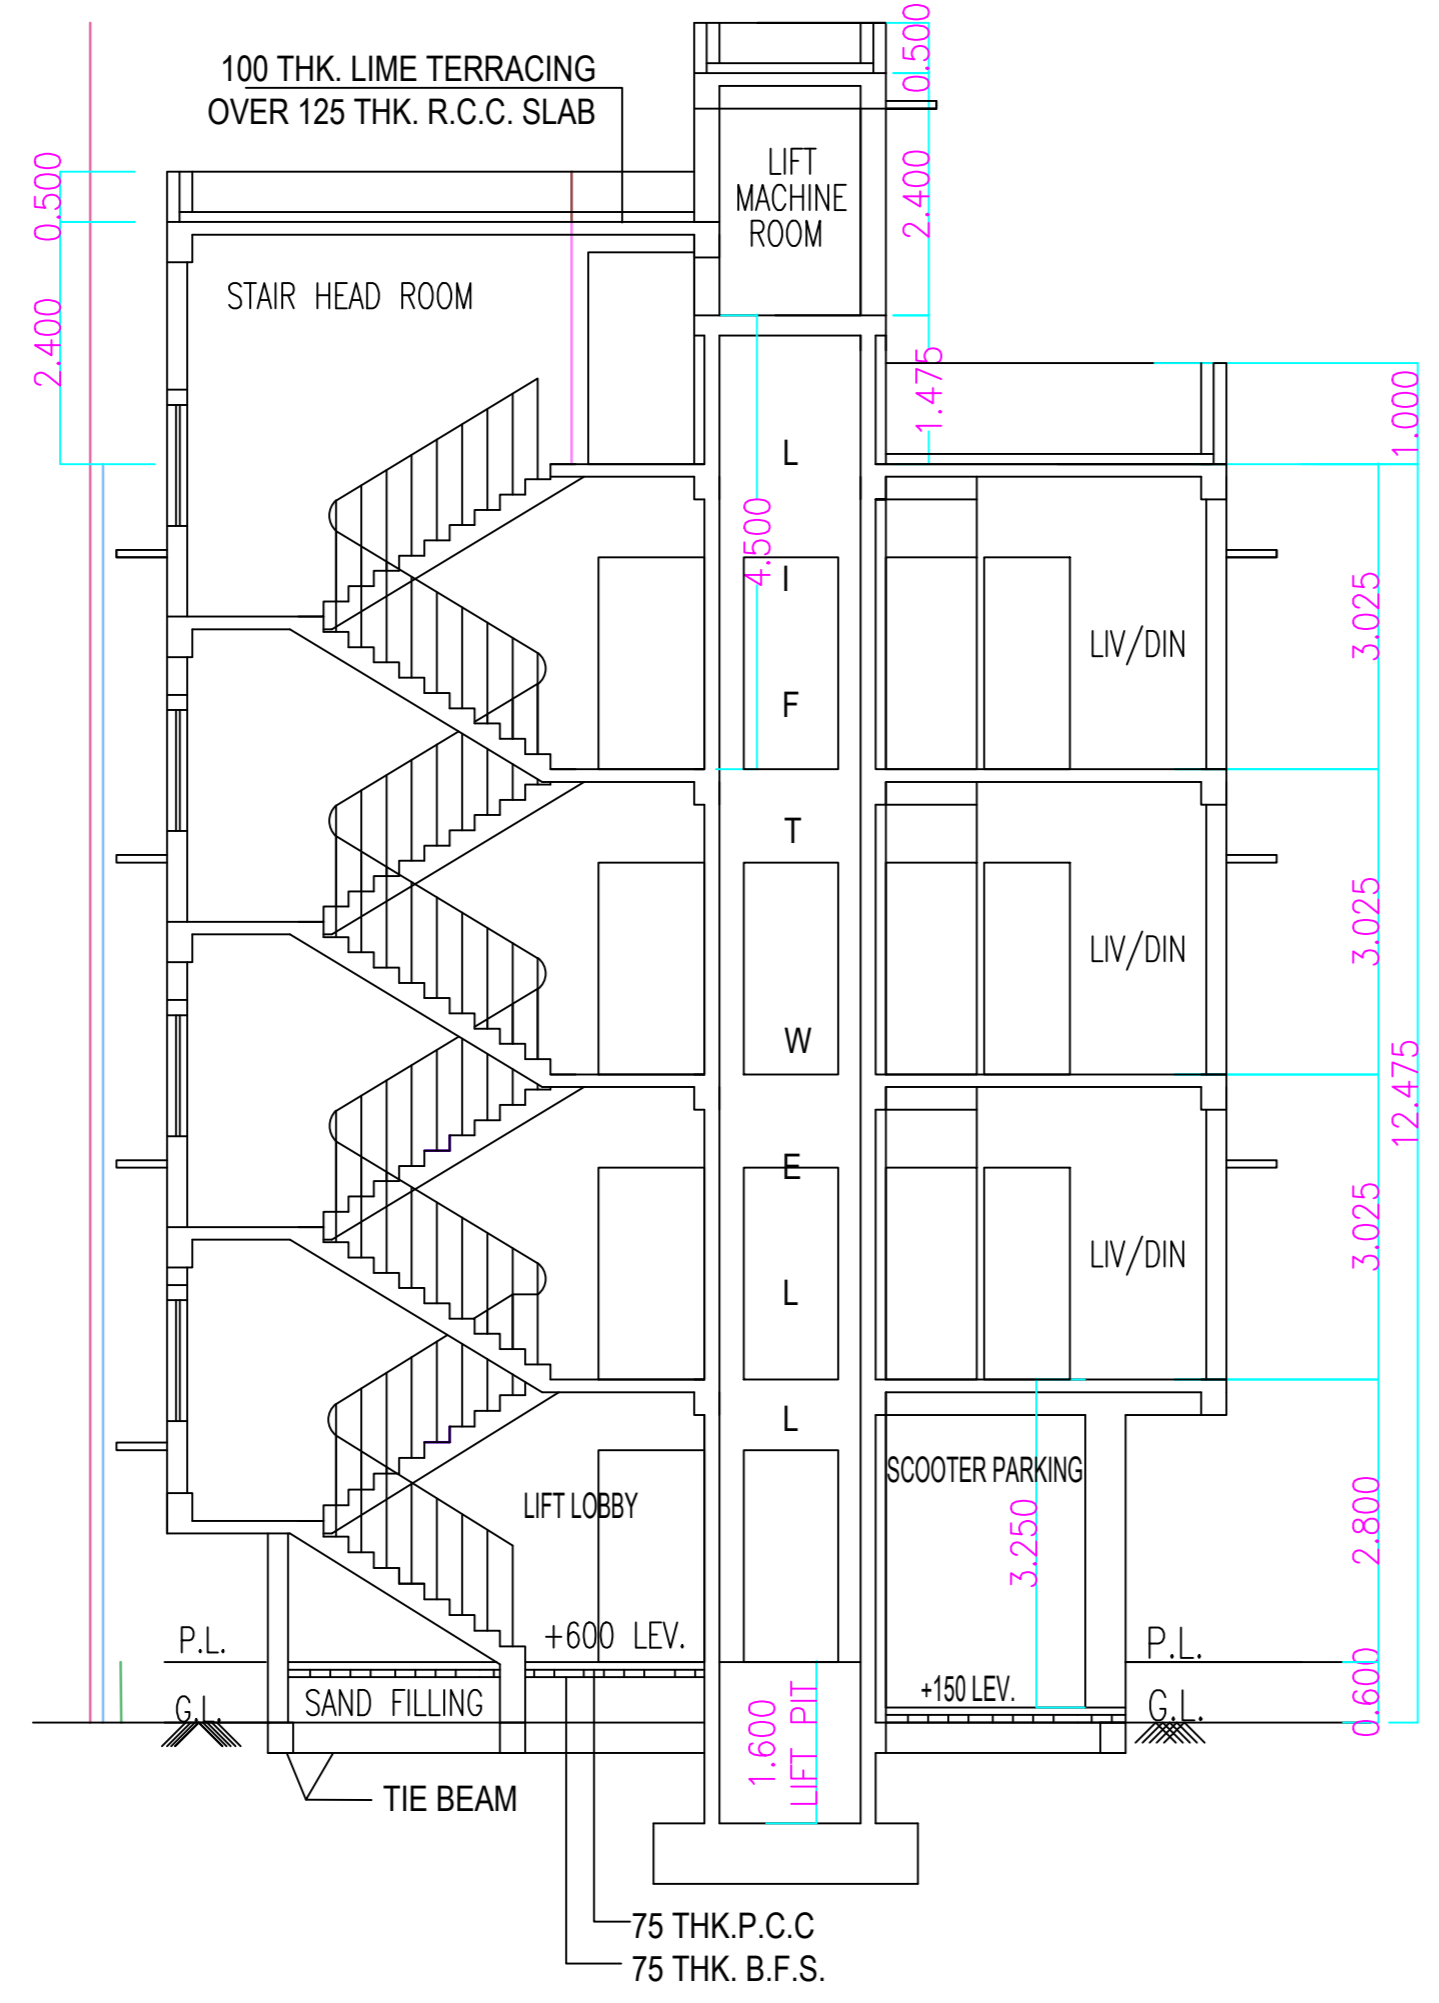 0.500
100 THK. LIME TERRACING
OVER 125 THK. R.C.C. SLAB
LIFT
MACHINE
ROOM
2.400
0.500
STAIR HEAD ROOM
2.400
1.475
1.000
L
I
F
T
W
E
L
L
4.500
LIV/DIN
3.025
LIV/DIN
3.025
12.475
LIV/DIN
3.025
SCOOTER PARKING
LIFT LOBBY
3.250
2.800
P.L.
+600 LEV.
P.L.
G.L.
SAND FILLING
+150 LEV.
G.L.
0.600
1.600
LIFT PIT
TIE BEAM
75 THK.P.C.C
75 THK. B.F.S.